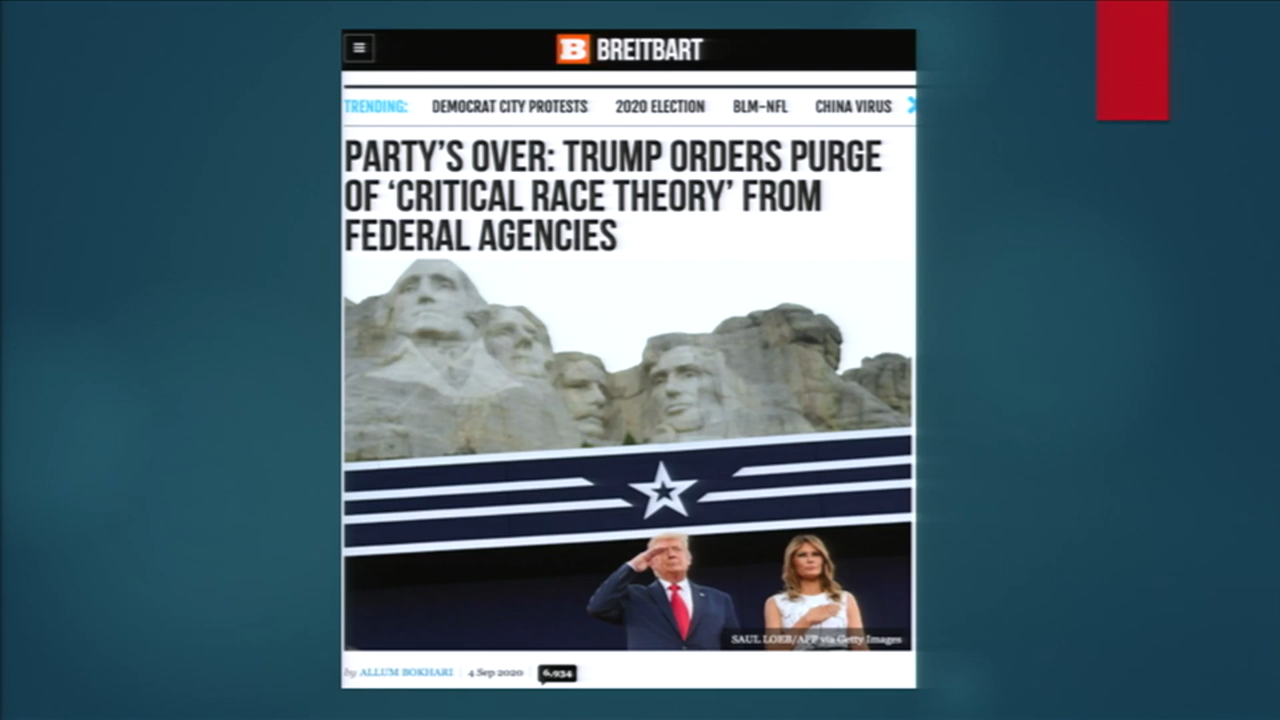 B BREITBART
TRENDING: DEMOCRAT CITY PROTESTS 2020 ELECTION BLM-NFL CHINA VIRUS
PARTY'S OVER: TRUMP ORDERS PURGE
OF ‘CRITICAL RACE THEORY’ FROM
FEDERAL AGENCIES
SAUL LOEB/AFP via Getty Images
by ALLUM BOKHARI 4 Sep 2020 6,934